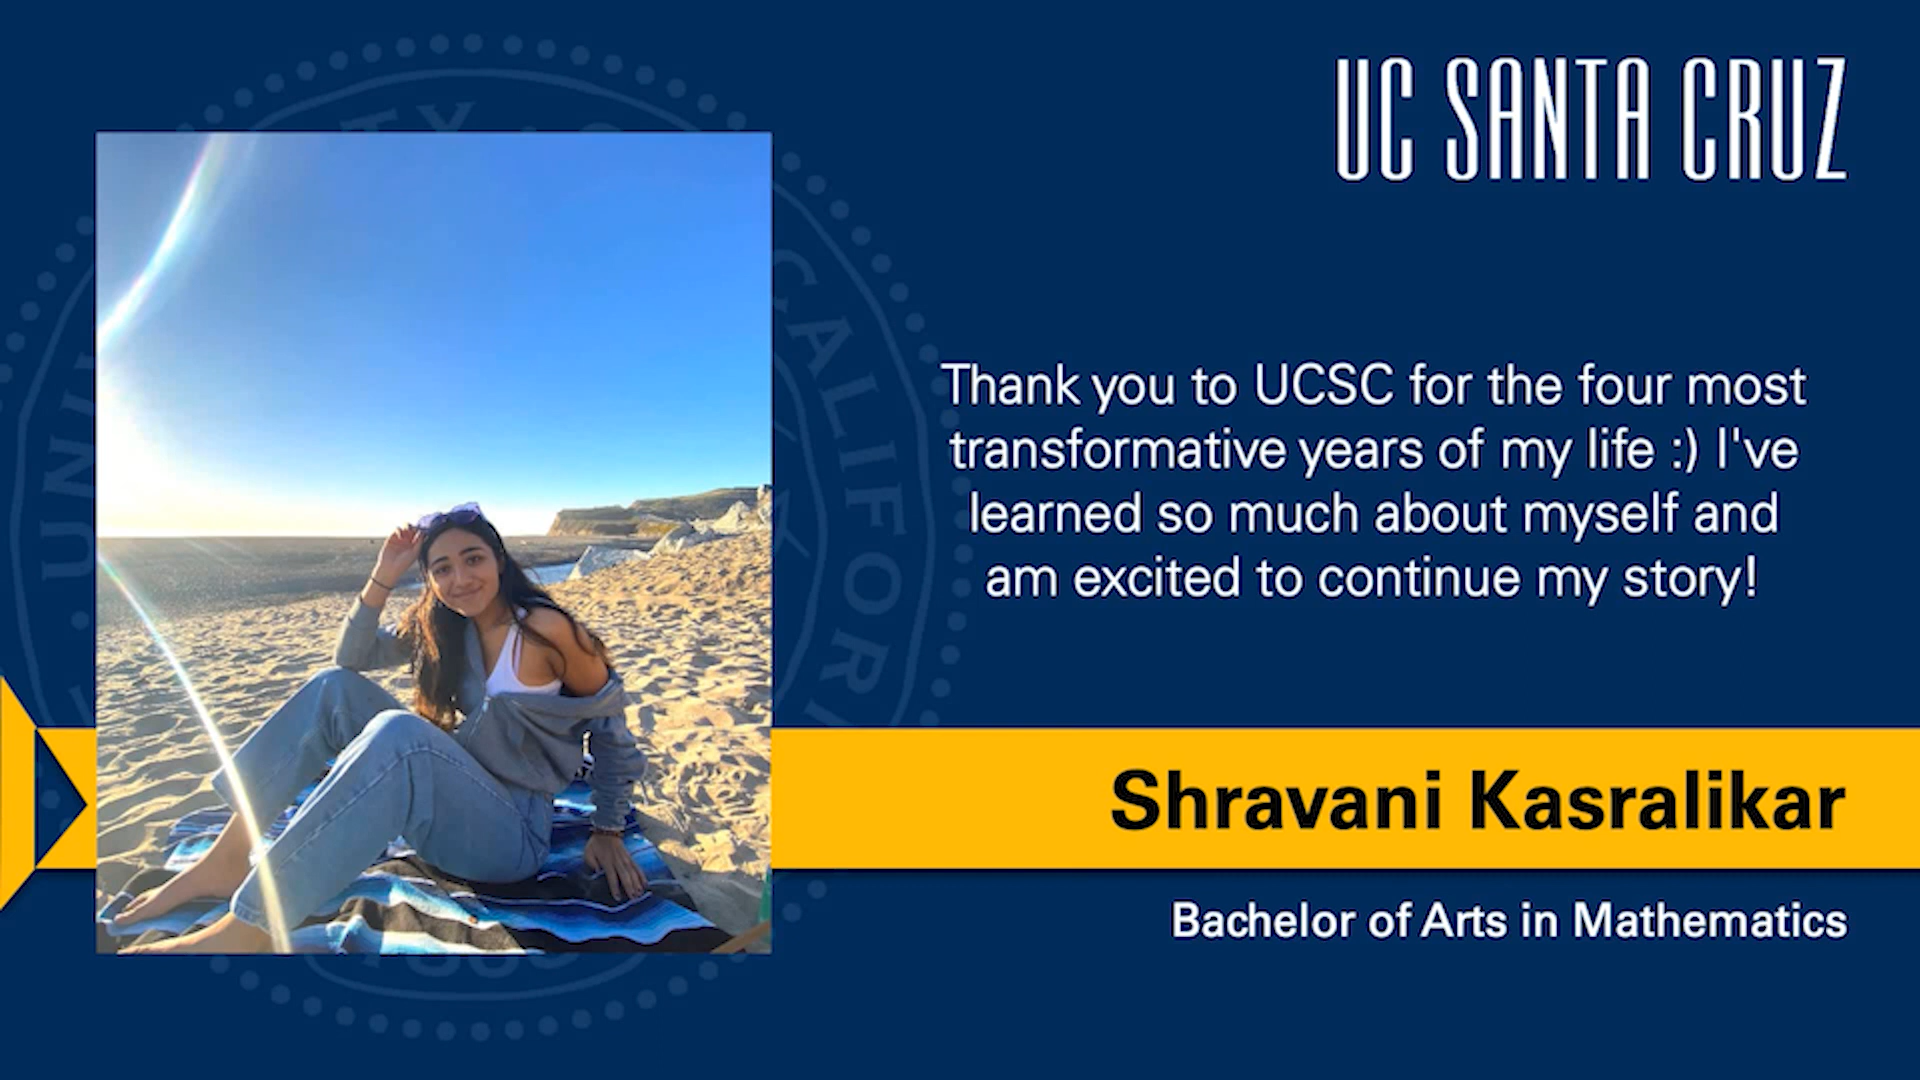 UC SANTA CRUZ
Thank you to UCSC for the four most
transformative years of my life :) I've
learned so much about myself and
am excited to continue my story!
Shravani Kasralikar
Bachelor of Arts in Mathematics